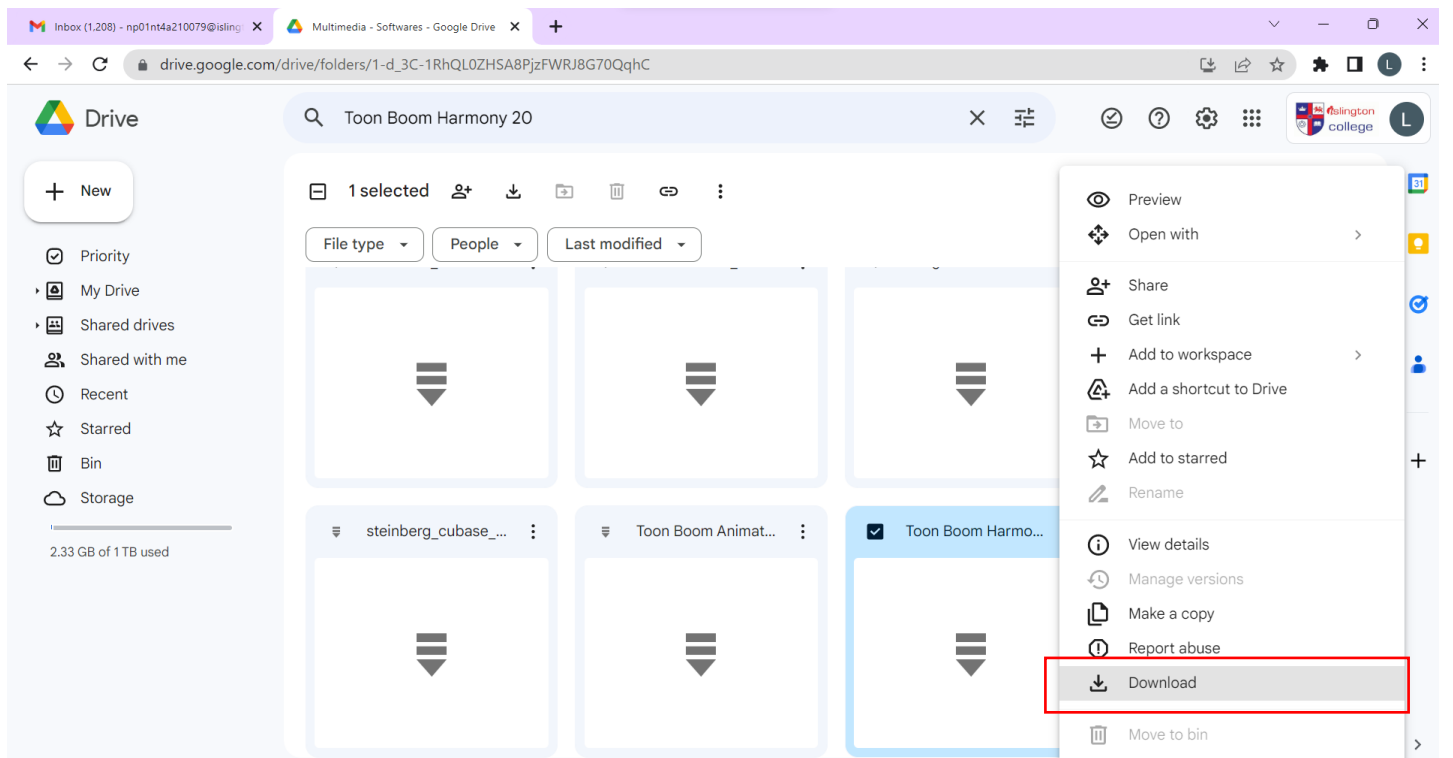 Inbox (1,208) - np01nt4a210079@isling
Multimedia - Softwares - Google Drive
drive.google.com/drive/folders/1-d_3C-1RhQL0ZHSA8PjzFWRJ8G70QqhC
L
Drive
Toon Boom Harmony 20
islington
college
L
New
1 selected
File type
People
Last modified
Priority
My Drive
Shared drives
Shared with me
Recent
Starred
Bin
Storage
2.33 GB of 1 TB used
steinberg_cubase_...
Toon Boom Animat...
Toon Boom Harmo...
Preview
Open with
Share
Get link
Add to workspace
Add a shortcut to Drive
Move to
Add to starred
Rename
View details
Manage versions
Make a copy
Report abuse
Download
Move to bin
31